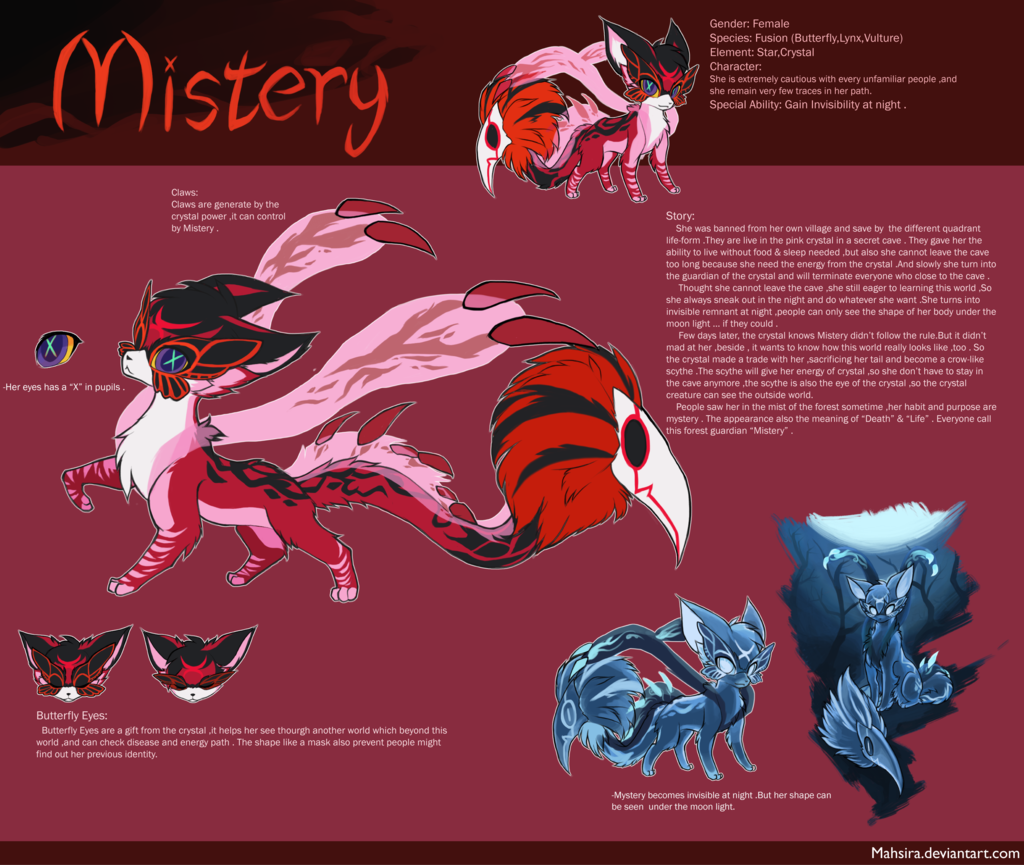 Mistery
Gender: Female
Species: Fusion (Butterfly,Lynx,Vulture)
Element: Star,Crystal
Character:
She is extremely cautious with every unfamiliar people ,and
she remain very few traces in her path.
Special Ability: Gain Invisibility at night .
Claws:
Claws are generate by the
crystal power ,it can control
by Mistery .
Story:
She was banned from her own village and save by the different quadrant
life-form .They are live in the pink crystal in a secret cave . They gave her the
ability to live without food & sleep needed ,but also she cannot leave the cave
too long because she need the energy from the crystal .And slowly she turn into
the guardian of the crystal and will terminate everyone who close to the cave .
Thought she cannot leave the cave ,she still eager to learning this world ,So
she always sneak out in the night and do whatever she want .She turns into
invisible remnant at night ,people can only see the shape of her body under the
moon light ... if they could .
Few days later, the crystal knows Mistery didn't follow the rule.But it didn't
mad at her ,beside , it wants to know how this world really looks like ,too . So
the crystal made a trade with her ,sacrificing her tail and become a crow-like
scythe .The scythe will give her energy of crystal ,so she don't have to stay in
the cave anymore ,the scythe is also the eye of the crystal ,so the crystal
creature can see the outside world.
People saw her in the mist of the forest sometime ,her habit and purpose are
mystery . The appearance also the meaning of "Death" & "Life" . Everyone call
this forest guardian "Mistery" .
-Her eyes has a "X" in pupils .
Butterfly Eyes:
Butterfly Eyes are a gift from the crystal ,it helps her see thourgh another world which beyond this
world ,and can check disease and energy path . The shape like a mask also prevent people might
find out her previous identity.
-Mystery becomes invisible at night .But her shape can
be seen under the moon light.
Mahsira.deviantart.com